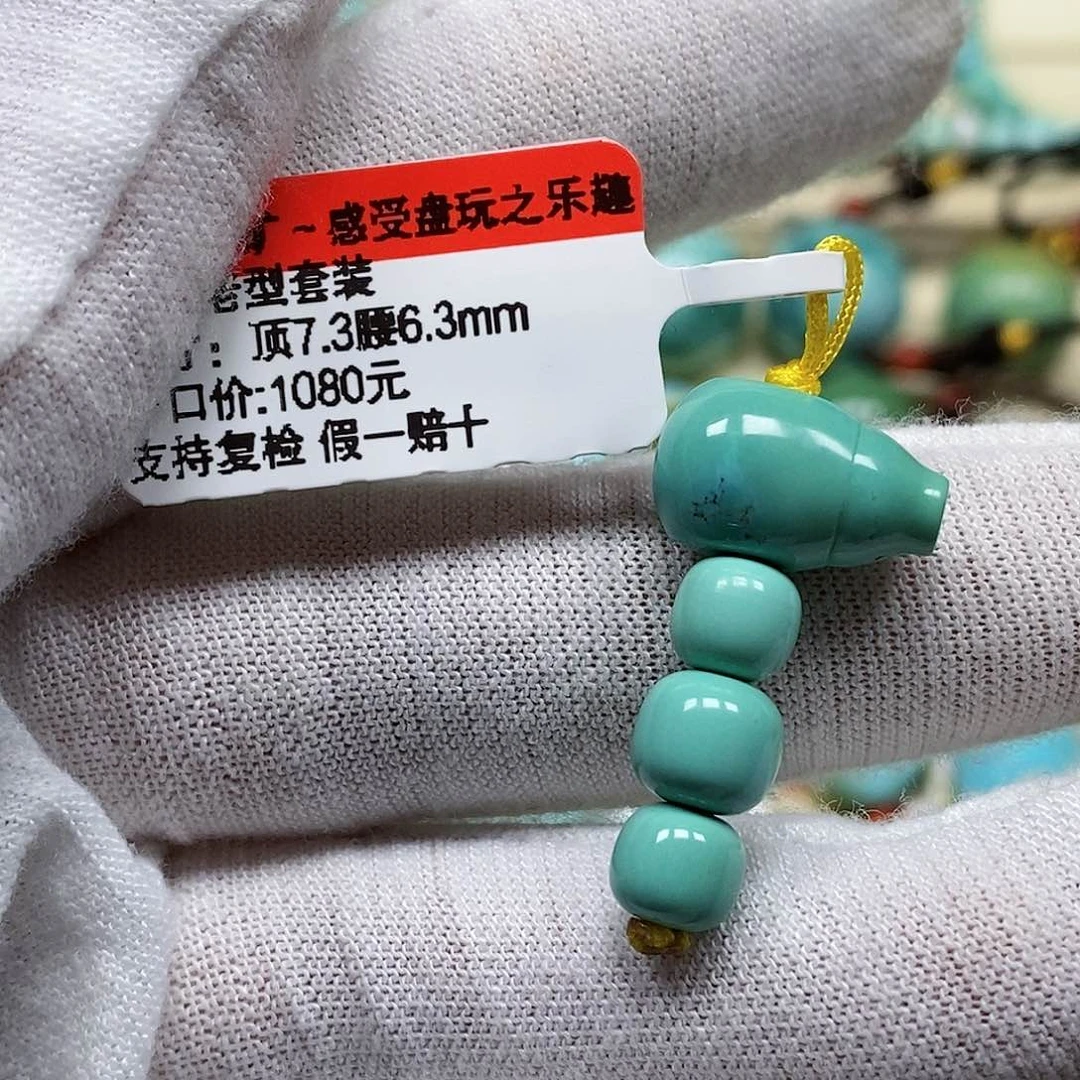 ~感受盘玩之乐趣
型套装
: 顶7.3腰6.3mm
口价:1080元
支持复检 假一赔十